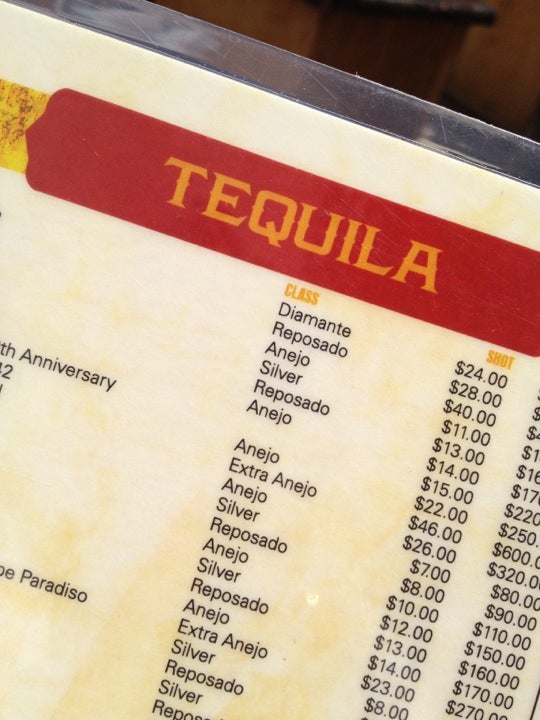 TEQUILA
CLASS SHOT
Diamante $24.00
Reposado $28.00
Anejo $40.00
Silver $11.00
Reposado $13.00
Anejo $14.00
th Anniversary $15.00 $220
42 Anejo $22.00 $250.
Extra Anejo $46.00 $600.0
Anejo $26.00 $320.0
Silver $7.00 $80.00
Reposado $8.00 $90.00
Anejo $10.00 $110.00
Silver $12.00 $150.00
Reposado $13.00 $160.00
Anejo $14.00 $170.00
pe Paradiso Extra Anejo $23.00 $270.00
Silver $8.00
Reposado
Silver
Reposado